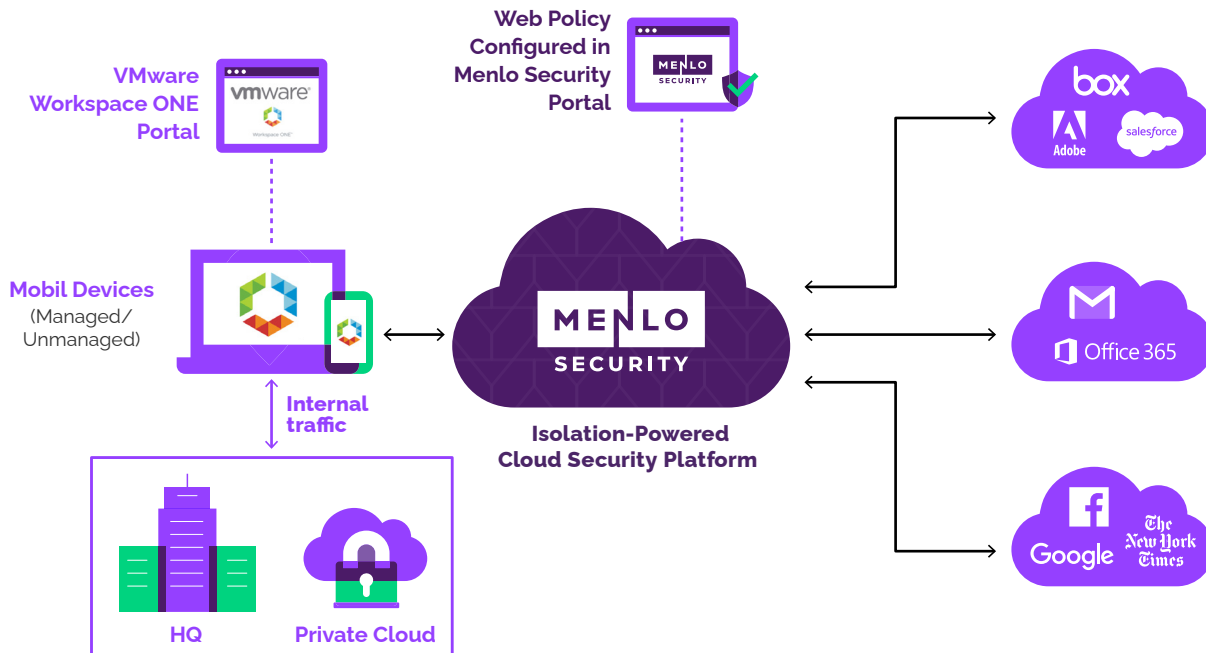 VMware
Workspace ONE
Portal
vmware®
Workspace ONE™
Web Policy
Configured in
Menlo Security
Portal
MENLO
SECURITY
box
Adobe
salesforce
Mobil Devices
(Managed/
Unmanaged)
MENLO
SECURITY
Isolation-Powered
Cloud Security Platform
Office 365
Internal
traffic
HQ
Private Cloud
Google
The
New York
Times